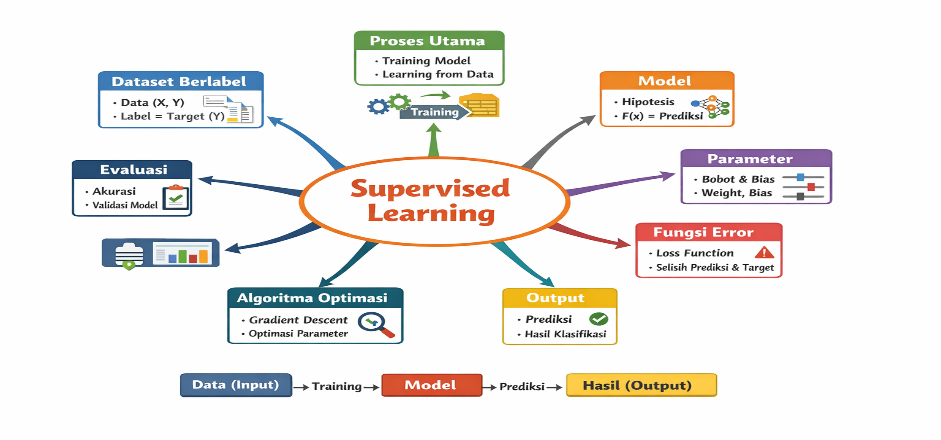 Proses Utama
• Training Model
• Learning from Data
Training
Dataset Berlabel
• Data (X, Y)
• Label = Target (Y)
Model
• Hipotesis
• F(x) = Prediksi
Evaluasi
• Akurasi
• Validasi Model
Parameter
• Bobot & Bias
• Weight, Bias
Supervised
Learning
Fungsi Error
• Loss Function
• Selisih Prediksi & Target
Algoritma Optimasi
• Gradient Descent
• Optimasi Parameter
Output
• Prediksi
• Hasil Klasifikasi
Data (Input) → Training → Model → Prediksi → Hasil (Output)